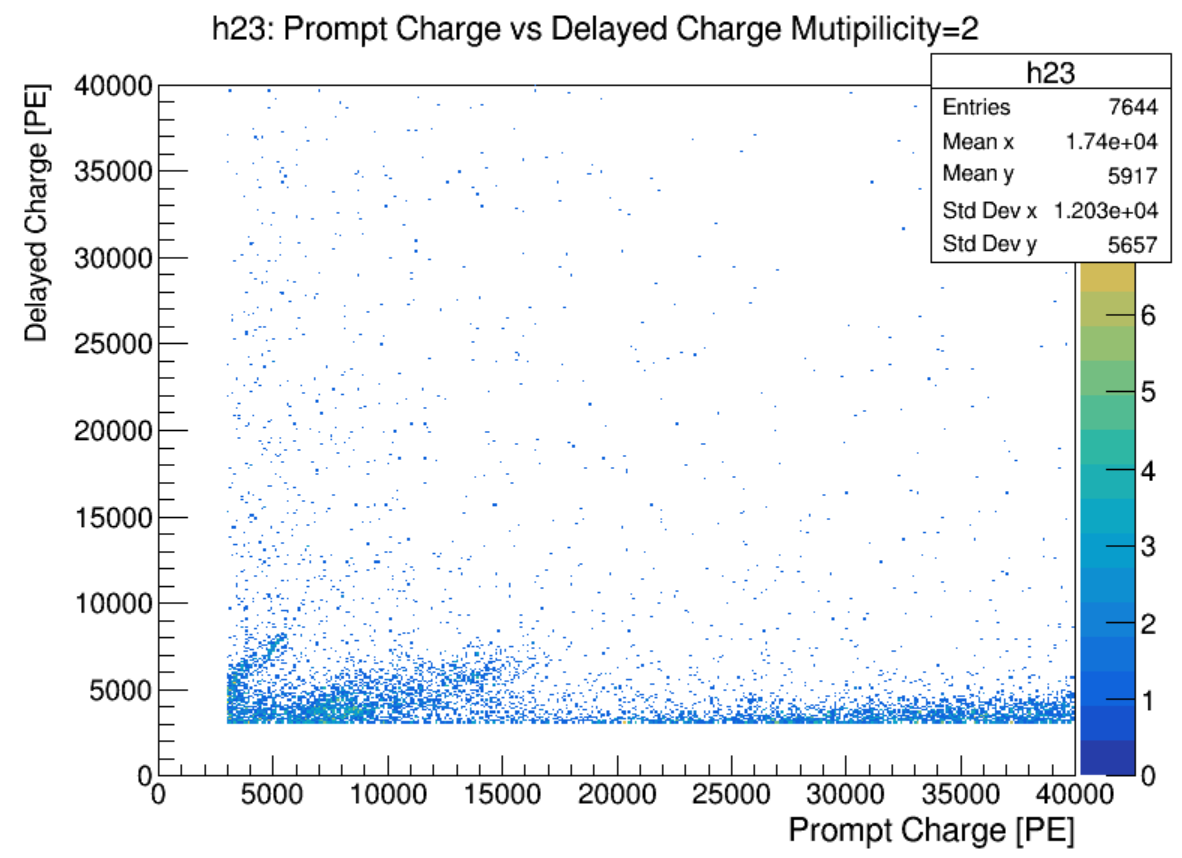 h23: Prompt Charge vs Delayed Charge Mutipilicity=2
h23
Entries 7644
Mean x 1.74e+04
Mean y 5917
Std Dev x 1.203e+04
Std Dev y 5657
Delayed Charge [PE]
40000
35000
30000
25000
20000
15000
10000
5000
0
6
5
4
3
2
1
0
0 5000 10000 15000 20000 25000 30000 35000 40000
Prompt Charge [PE]